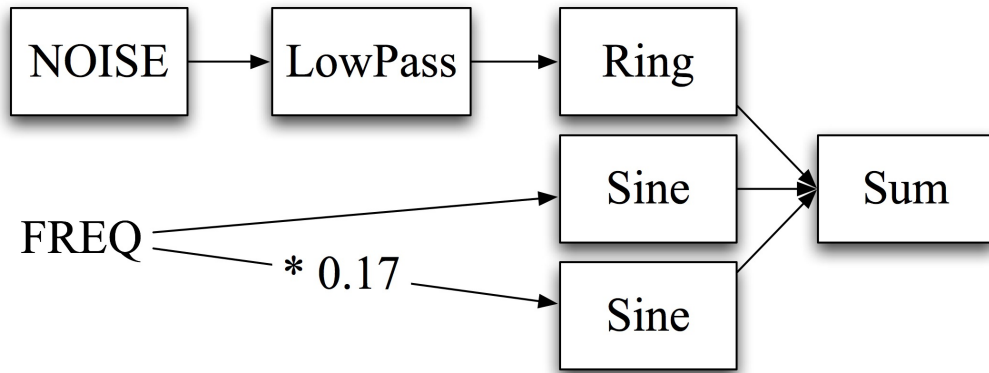 NOISE
LowPass
Ring
Sine
Sum
FREQ
* 0.17
Sine